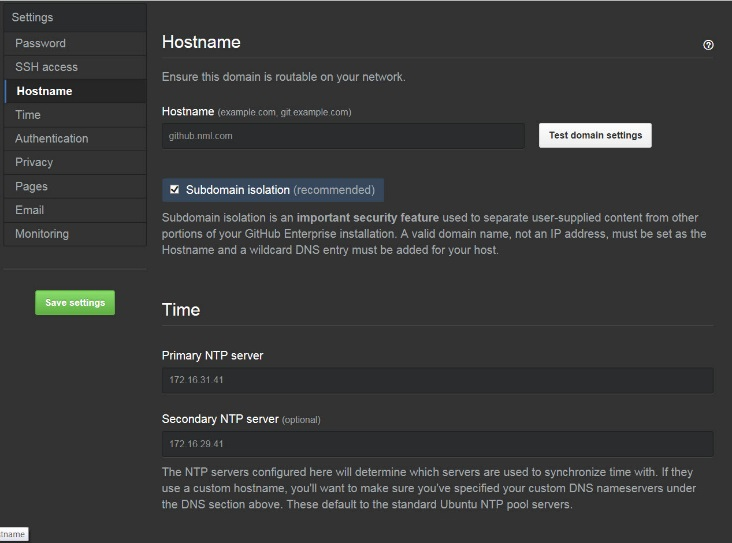 Settings
Password
SSH access
Hostname
Time
Authentication
Privacy
Pages
Email
Monitoring
Save settings
Hostname
Ensure this domain is routable on your network.
Hostname (example.com, git.example.com)
github.nml.com
Test domain settings
Subdomain isolation (recommended)
Subdomain isolation is an important security feature used to separate user-supplied content from other
portions of your GitHub Enterprise installation. A valid domain name, not an IP address, must be set as the
Hostname and a wildcard DNS entry must be added for your host.
Time
Primary NTP server
172.16.31.41
Secondary NTP server (optional)
172.16.29.41
The NTP servers configured here will determine which servers are used to synchronize time with. If they
use a custom hostname, you'll want to make sure you've specified your custom DNS nameservers under
the DNS section above. These default to the standard Ubuntu NTP pool servers.
tname